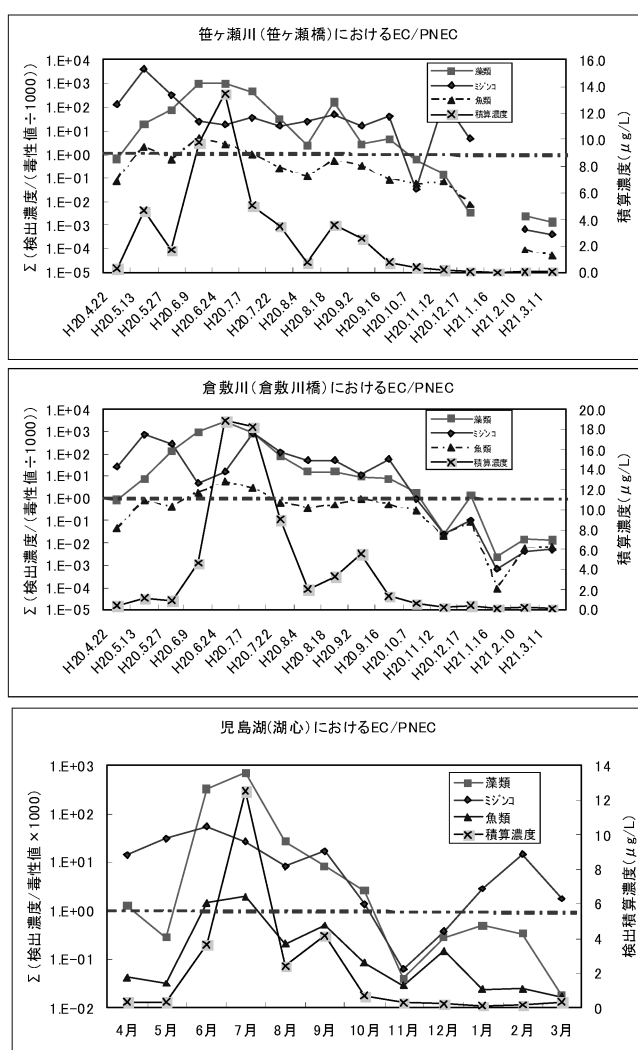 笹ヶ瀬川(笹ヶ瀬橋)におけるEC/PNEC
Σ(検出濃度/(毒性値÷1000))
1.E+04
1.E+03
1.E+02
1.E+01
1.E+00
1.E-01
1.E-02
1.E-03
1.E-04
1.E-05
藻類
ミジンコ
魚類
積算濃度
16.0
14.0
12.0
10.0
8.0
6.0
4.0
2.0
0.0
積算濃度(μg/L)
H20.4.22
H20.5.13
H20.5.27
H20.6.9
H20.6.24
H20.7.7
H20.7.22
H20.8.4
H20.8.18
H20.9.2
H20.9.16
H20.10.7
H20.11.12
H20.12.17
H21.1.16
H21.2.10
H21.3.11
倉敷川(倉敷川橋)におけるEC/PNEC
Σ(検出濃度/(毒性値÷1000))
1.E+04
1.E+03
1.E+02
1.E+01
1.E+00
1.E-01
1.E-02
1.E-03
1.E-04
1.E-05
藻類
ミジンコ
魚類
積算濃度
20.0
18.0
16.0
14.0
12.0
10.0
8.0
6.0
4.0
2.0
0.0
積算濃度(μg/L)
H20.4.22
H20.5.13
H20.5.27
H20.6.9
H20.6.24
H20.7.7
H20.7.22
H20.8.4
H20.8.18
H20.9.2
H20.9.16
H20.10.7
H20.11.12
H20.12.17
H21.1.16
H21.2.10
H21.3.11
児島湖(湖心)におけるEC/PNEC
Σ(検出濃度/毒性値×1000)
1.E+03
1.E+02
1.E+01
1.E+00
1.E-01
1.E-02
藻類
ミジンコ
魚類
積算濃度
14
12
10
8
6
4
2
0
検出積算濃度(μg/L)
4月 5月 6月 7月 8月 9月 10月 11月 12月 1月 2月 3月